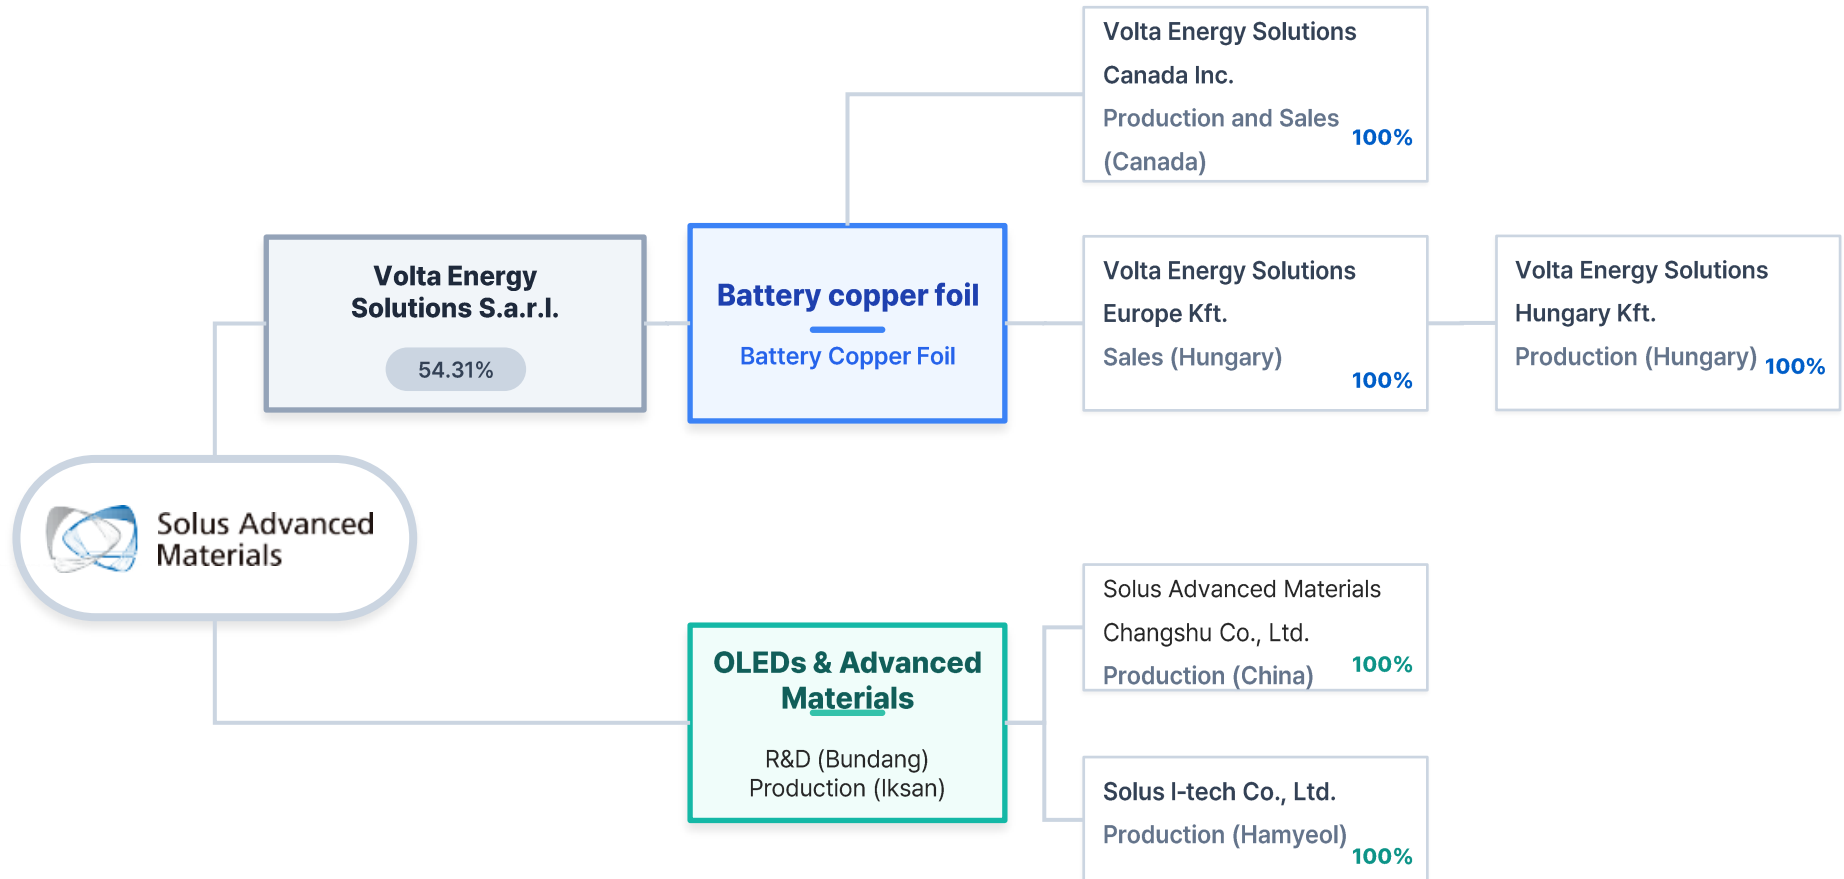 Volta Energy Solutions
Canada Inc.
Production and Sales
(Canada)
100%
Volta Energy
Solutions S.a.r.l.
54.31%
Battery copper foil
Battery Copper Foil
Volta Energy Solutions
Europe Kft.
Sales (Hungary)
100%
Volta Energy Solutions
Hungary Kft.
Production (Hungary)
100%
Solus Advanced
Materials
OLEDs & Advanced
Materials
R&D (Bundang)
Production (Iksan)
Solus Advanced Materials
Changshu Co., Ltd.
Production (China)
100%
Solus I-tech Co., Ltd.
Production (Hamyeol)
100%